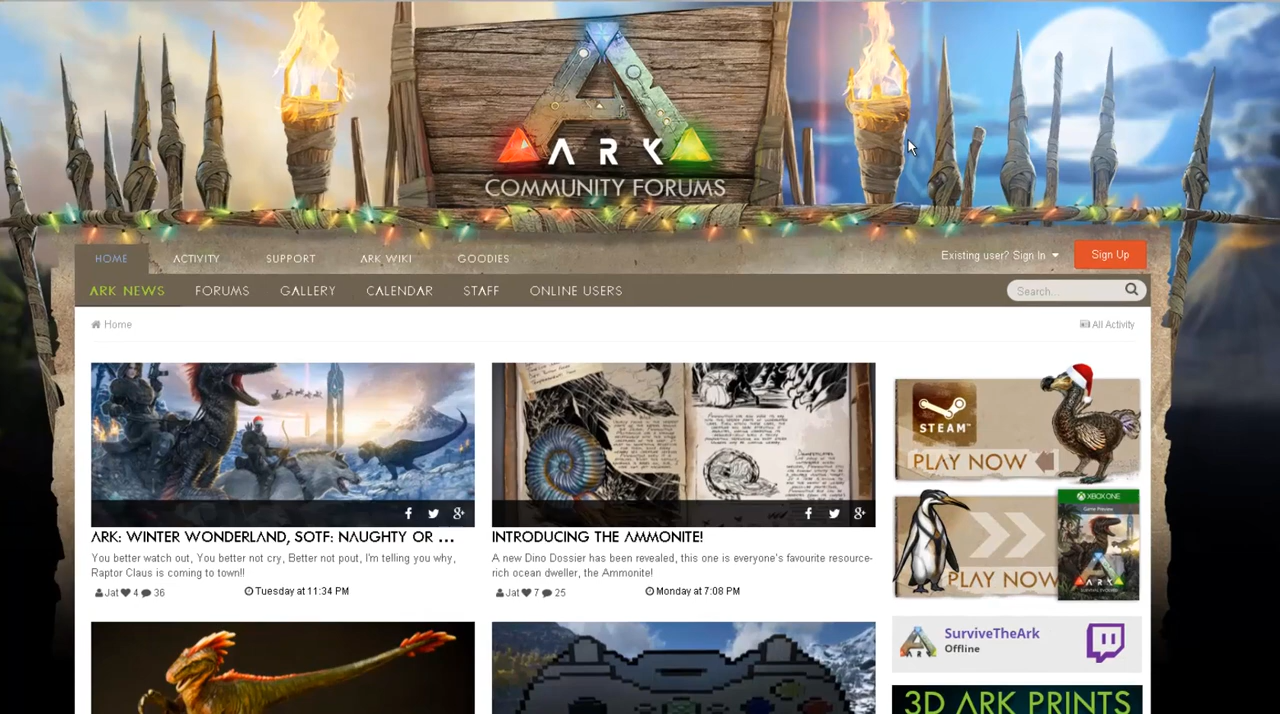 ARK
COMMUNITY FORUMS
HOME
ACTIVITY
SUPPORT
ARK WIKI
GOODIES
Existing user? Sign In
Sign Up
ARK NEWS
FORUMS
GALLERY
CALENDAR
STAFF
ONLINE USERS
Search...
Home
All Activity
ARK: WINTER WONDERLAND, SOTF: NAUGHTY OR ...
You better watch out, You better not cry, Better not pout, I'm telling you why,
Raptor Claus is coming to town!!
Jat 4 36
Tuesday at 11:34 PM
INTRODUCING THE AMMONITE!
A new Dino Dossier has been revealed, this one is everyone's favourite resource-
rich ocean dweller, the Ammonite!
Jat 7 25
Monday at 7:08 PM
STEAM™
PLAY NOW
XBOX ONE
Game Preview
ARK
PLAY NOW
SurviveTheArk
Offline
3D ARK PRINTS